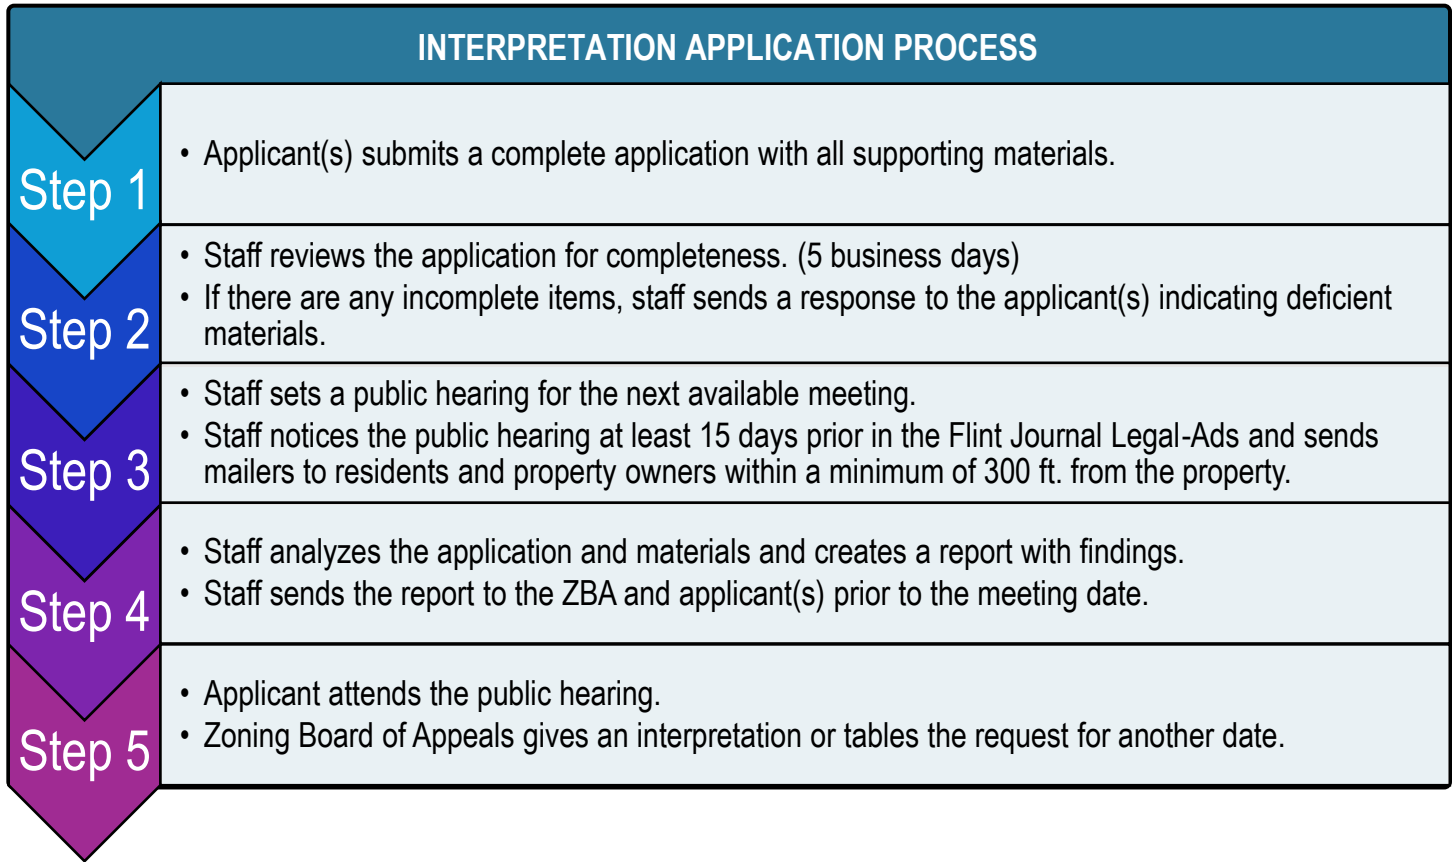 INTERPRETATION APPLICATION PROCESS
Step 1
• Applicant(s) submits a complete application with all supporting materials.
Step 2
• Staff reviews the application for completeness. (5 business days)
• If there are any incomplete items, staff sends a response to the applicant(s) indicating deficient
materials.
Step 3
• Staff sets a public hearing for the next available meeting.
• Staff notices the public hearing at least 15 days prior in the Flint Journal Legal-Ads and sends
mailers to residents and property owners within a minimum of 300 ft. from the property.
Step 4
• Staff analyzes the application and materials and creates a report with findings.
• Staff sends the report to the ZBA and applicant(s) prior to the meeting date.
Step 5
• Applicant attends the public hearing.
• Zoning Board of Appeals gives an interpretation or tables the request for another date.